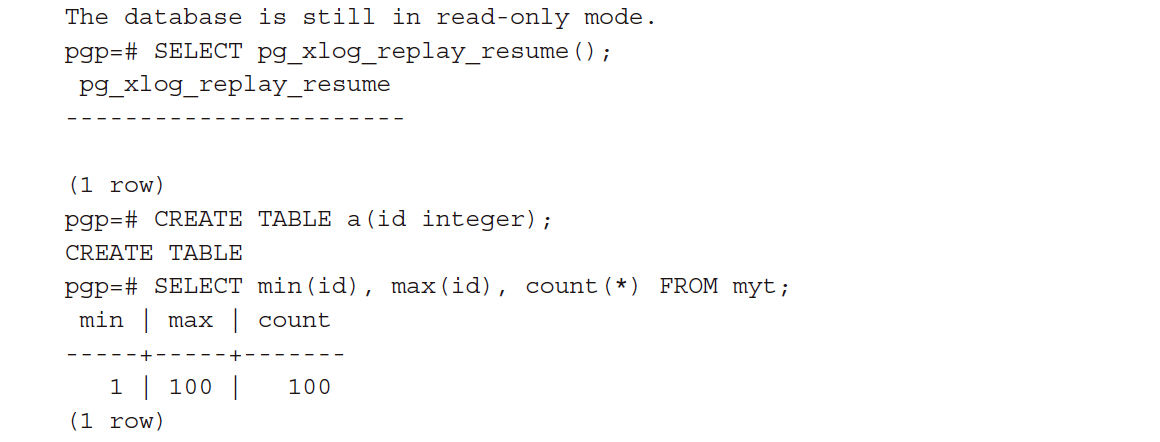 The database is still in read-only mode.
pgp=# SELECT pg_xlog_replay_resume();
 pg_xlog_replay_resume
-----------------------

(1 row)
pgp=# CREATE TABLE a(id integer);
CREATE TABLE
pgp=# SELECT min(id), max(id), count(*) FROM myt;
 min | max | count
-----+-----+-------
   1 | 100 |   100
(1 row)